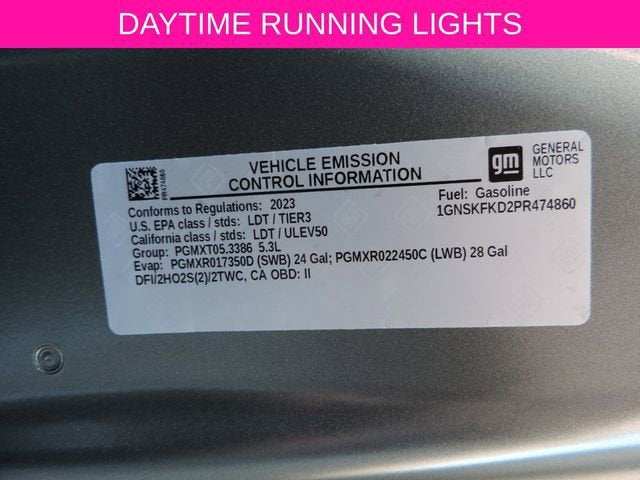 DAYTIME RUNNING LIGHTS
PR474860
VEHICLE EMISSION
CONTROL INFORMATION
gm
GENERAL
MOTORS
LLC
Conforms to Regulations: 2023
U.S. EPA class / stds: LDT / TIER3
California class / stds: LDT / ULEV50
Group: PGMXT05.3386 5.3L
Evap: PGMXR017350D (SWB) 24 Gal; PGMXR022450C (LWB) 28 Gal
DFI/2HO2S(2)/2TWC, CA OBD: II
Fuel: Gasoline
1GNSKFKD2PR474860